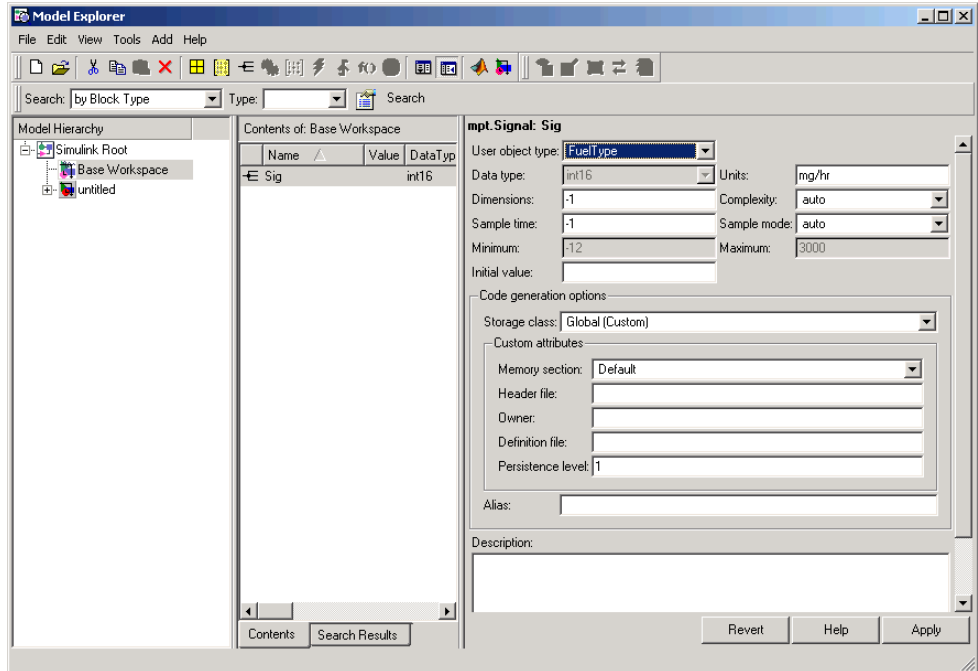 Model Explorer
File Edit View Tools Add Help
f()
Search: by Block Type Type: Search
Model Hierarchy
Simulink Root
Base Workspace
untitled
Contents of: Base Workspace
Name Value DataTyp
Sig int16
Contents Search Results
mpt.Signal: Sig
User object type: FuelType
Data type: int16 Units: mg/hr
Dimensions: -1 Complexity: auto
Sample time: -1 Sample mode: auto
Minimum: -12 Maximum: 3000
Initial value:
Code generation options
Storage class: Global (Custom)
Custom attributes
Memory section: Default
Header file:
Owner:
Definition file:
Persistence level: 1
Alias:
Description:
Revert Help Apply